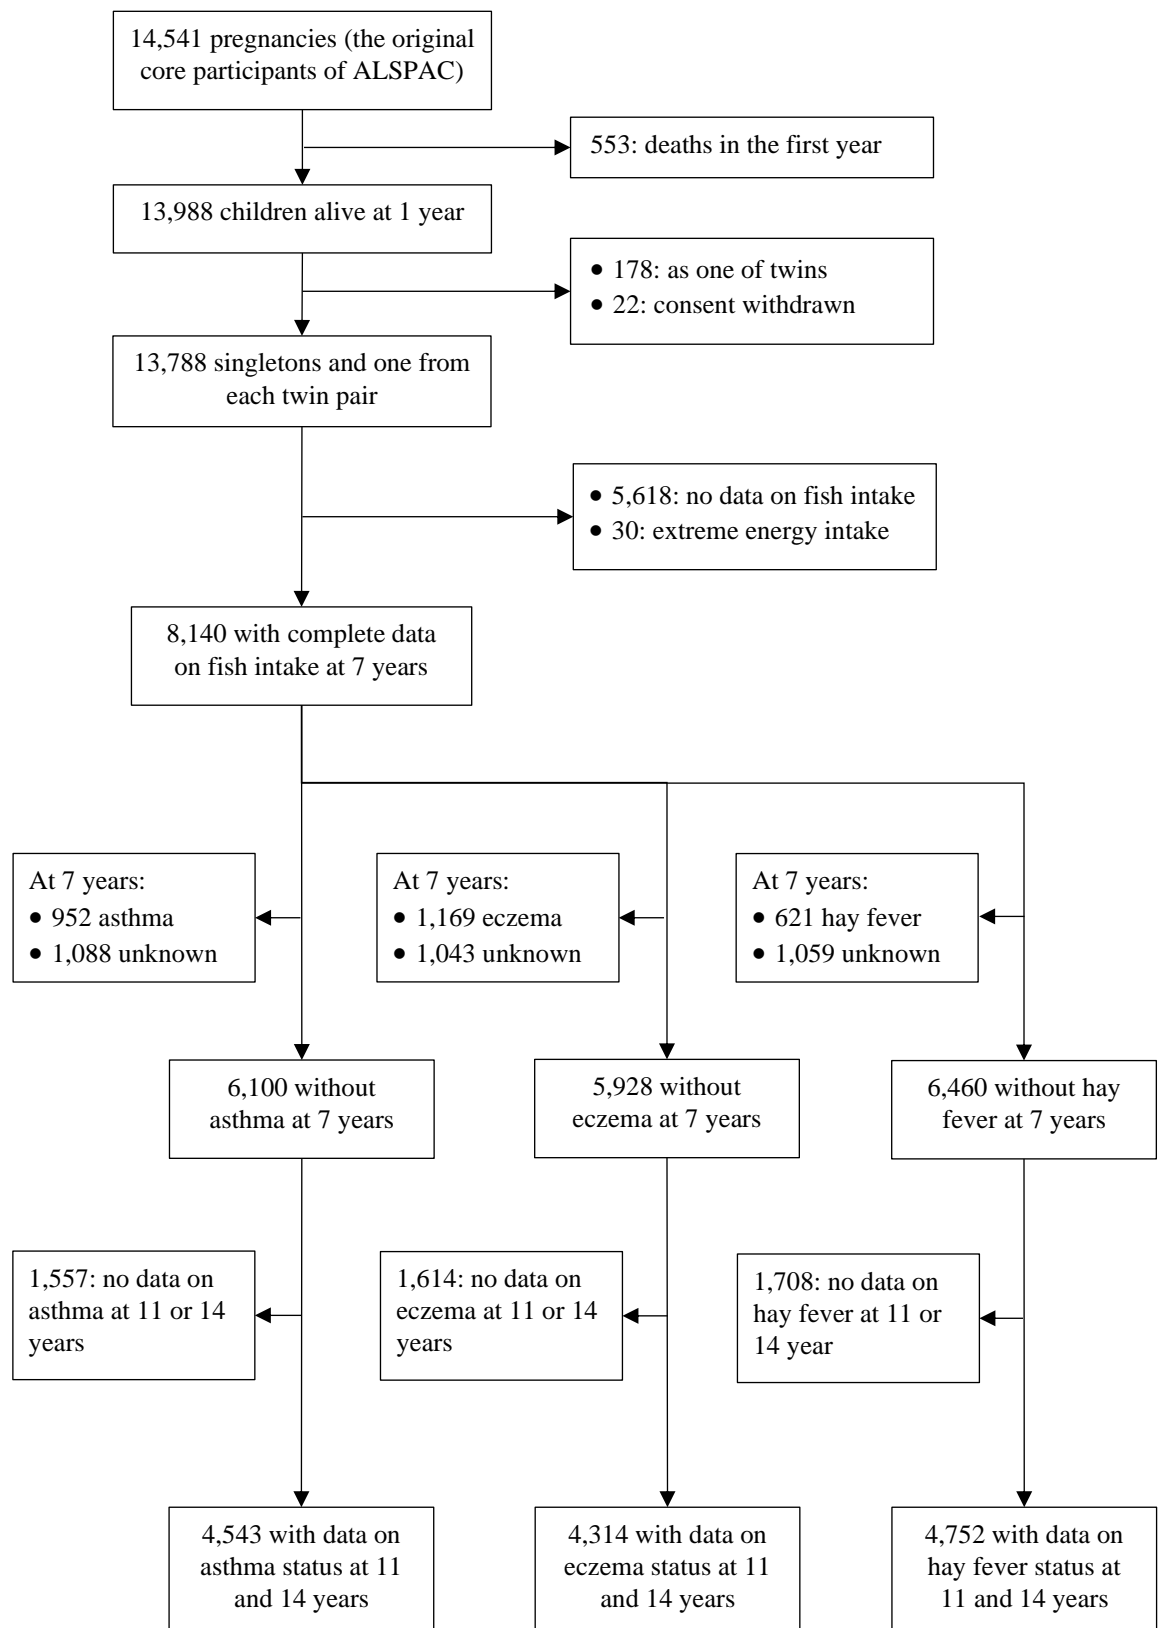 14,541 pregnancies (the original
core participants of ALSPAC)
553: deaths in the first year
13,988 children alive at 1 year
• 178: as one of twins
• 22: consent withdrawn
13,788 singletons and one from
each twin pair
• 5,618: no data on fish intake
• 30: extreme energy intake
8,140 with complete data
on fish intake at 7 years
At 7 years:
• 952 asthma
• 1,088 unknown
At 7 years:
• 1,169 eczema
• 1,043 unknown
At 7 years:
• 621 hay fever
• 1,059 unknown
6,100 without
asthma at 7 years
5,928 without
eczema at 7 years
6,460 without hay
fever at 7 years
1,557: no data on
asthma at 11 or 14
years
1,614: no data on
eczema at 11 or 14
years
1,708: no data on
hay fever at 11 or
14 year
4,543 with data on
asthma status at 11
and 14 years
4,314 with data on
eczema status at 11
and 14 years
4,752 with data on
hay fever status at
11 and 14 years